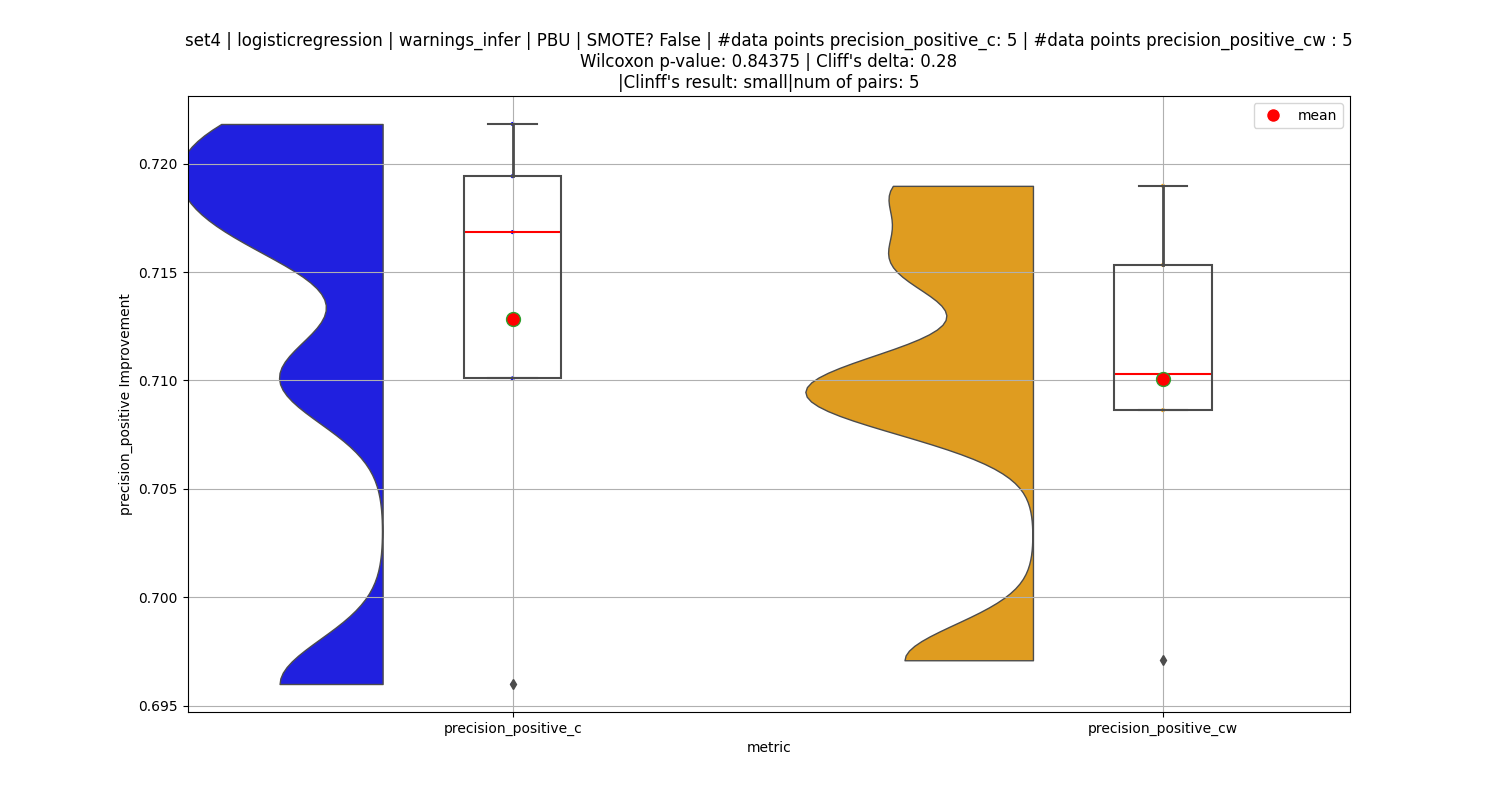 set4 | logisticregression | warnings_infer | PBU | SMOTE? False | #data points precision_positive_c: 5 | #data points precision_positive_cw : 5
Wilcoxon p-value: 0.84375 | Cliff's delta: 0.28
|Clinff's result: small|num of pairs: 5
mean
0.720
0.715
0.710
0.705
0.700
0.695
precision_positive Improvement
precision_positive_c
precision_positive_cw
metric